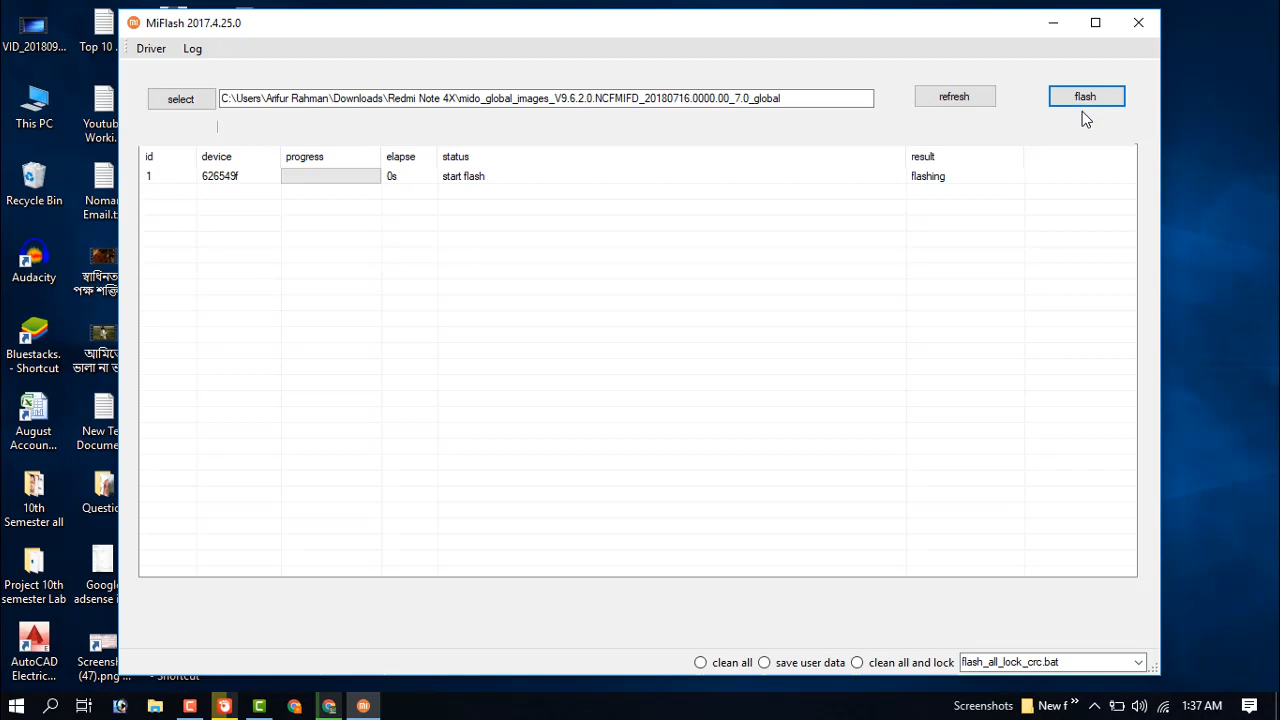 MiFlash 2017.4.25.0
Driver Log
select C:\Users\Arifur Rahman\Downloads\Redmi Note 4X\mido_global_images_V9.6.2.0.NCFMIFD_20180716.0000.00_7.0_global refresh flash
id device progress elapse status result
1 626549f 0s start flash flashing
clean all save user data clean all and lock flash_all_lock_crc.bat
VID_201809...
Top 10 .
This PC
Youtub
Worki.
Recycle Bin
Noman
Email.tx
Audacity
স্বাধিনত
পক্ষ শক্তি
Bluestacks.
- Shortcut
আমিতো
ভালা না ভ
August
Accoun...
New Te
Docume
10th
Semester all
Questio
Project 10th
semester Lab
Google
adsense i
AutoCAD
Electric...
Screensh
(47).png ...
- Shortcut
Screenshots New f 1:37 AM